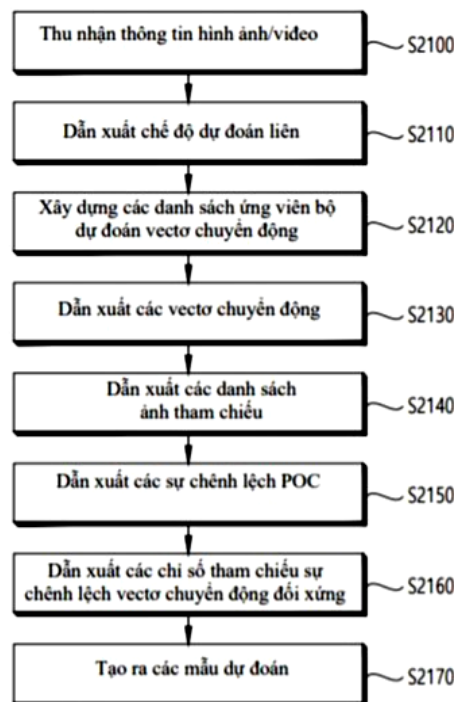 Thu nhận thông tin hình ảnh/video
S2100
Dẫn xuất chế độ dự đoán liên
S2110
Xây dựng các danh sách ứng viên bộ
dự đoán vectơ chuyển động
S2120
Dẫn xuất các vectơ chuyển động
S2130
Dẫn xuất các danh sách
ảnh tham chiếu
S2140
Dẫn xuất các sự chênh lệch POC
S2150
Dẫn xuất các chỉ số tham chiếu sự
chênh lệch vectơ chuyển động đối xứng
S2160
Tạo ra các mẫu dự đoán
S2170